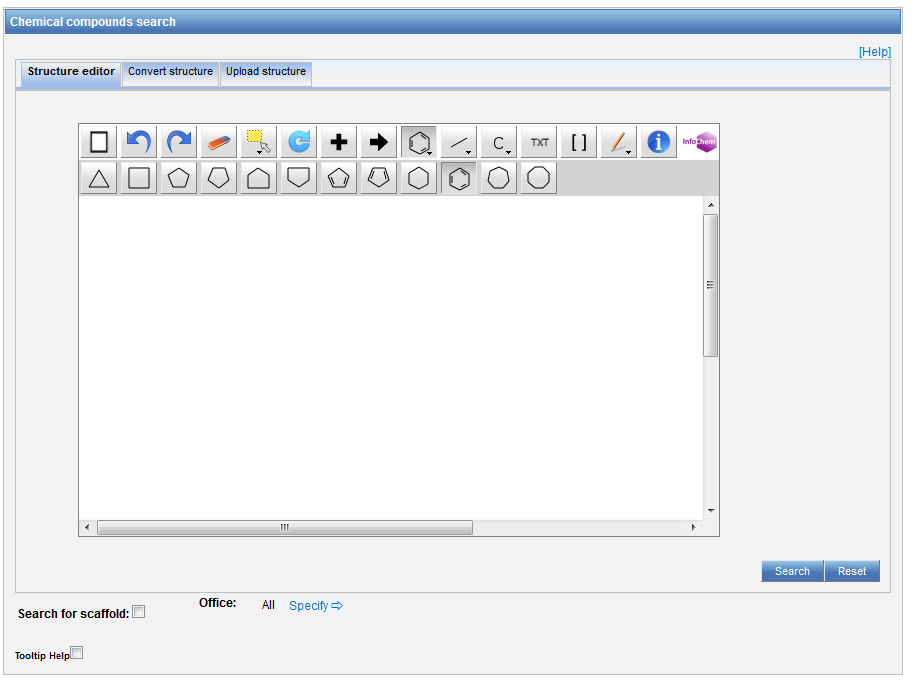 Chemical compounds search
[Help]
Structure editor Convert structure Upload structure
C TXT [ ] i InfoChem
Search Reset
Search for scaffold: Office: All Specify ⇨
Tooltip Help